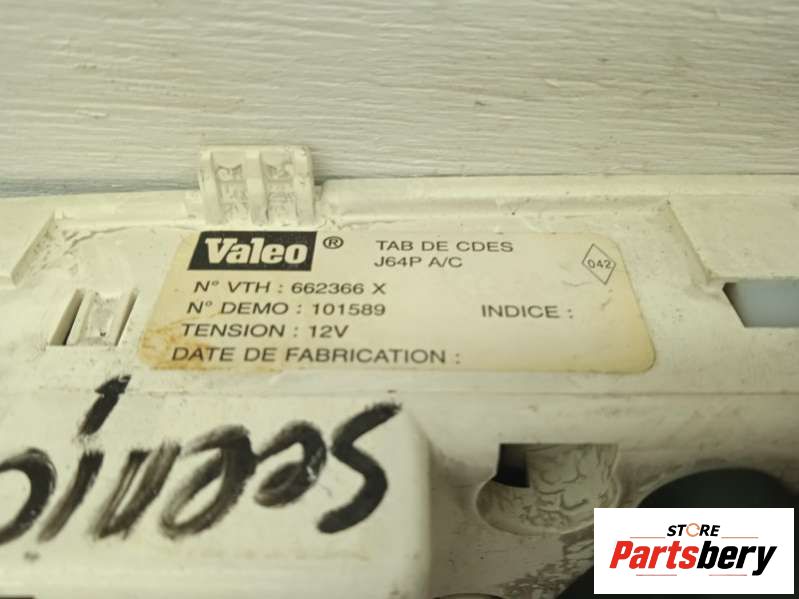 Valeo ® TAB DE CDES
J64P A/C
042
N° VTH : 662366 X
N° DEMO : 101589 INDICE :
TENSION : 12V
DATE DE FABRICATION :
scenic
STORE
Partsbery